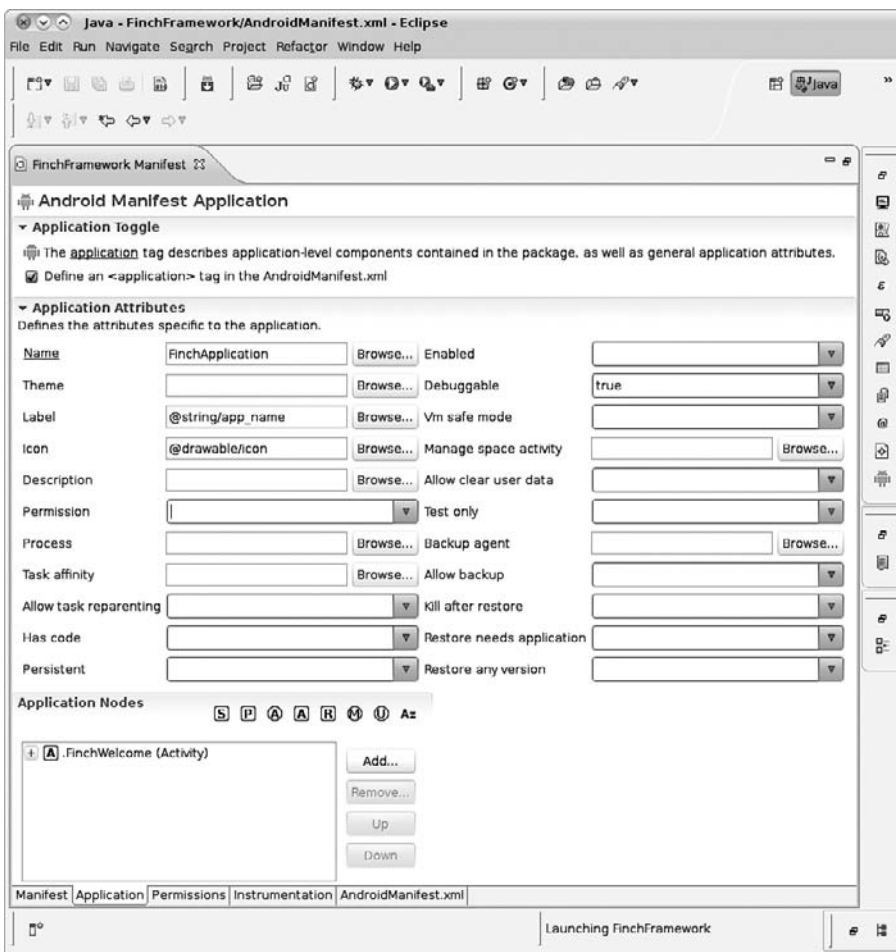 Java - FinchFramework/AndroidManifest.xml - Eclipse
File Edit Run Navigate Search Project Refactor Window Help
Java
»
FinchFramework Manifest
Android Manifest Application
Application Toggle
The application tag describes application-level components contained in the package, as well as general application attributes.
Define an <application> tag in the AndroidManifest.xml
Application Attributes
Defines the attributes specific to the application.
Name FinchApplication Browse... Enabled
Theme Browse... Debuggable true
Label @string/app_name Browse... Vm safe mode
Icon @drawable/icon Browse... Manage space activity Browse...
Description Browse... Allow clear user data
Permission Test only
Process Browse... Backup agent Browse...
Task affinity Browse... Allow backup
Allow task reparenting Kill after restore
Has code Restore needs application
Persistent Restore any version
Application Nodes
S P A A R M U Az
+ A .FinchWelcome (Activity)
Add...
Remove...
Up
Down
Manifest Application Permissions Instrumentation AndroidManifest.xml
Launching FinchFramework